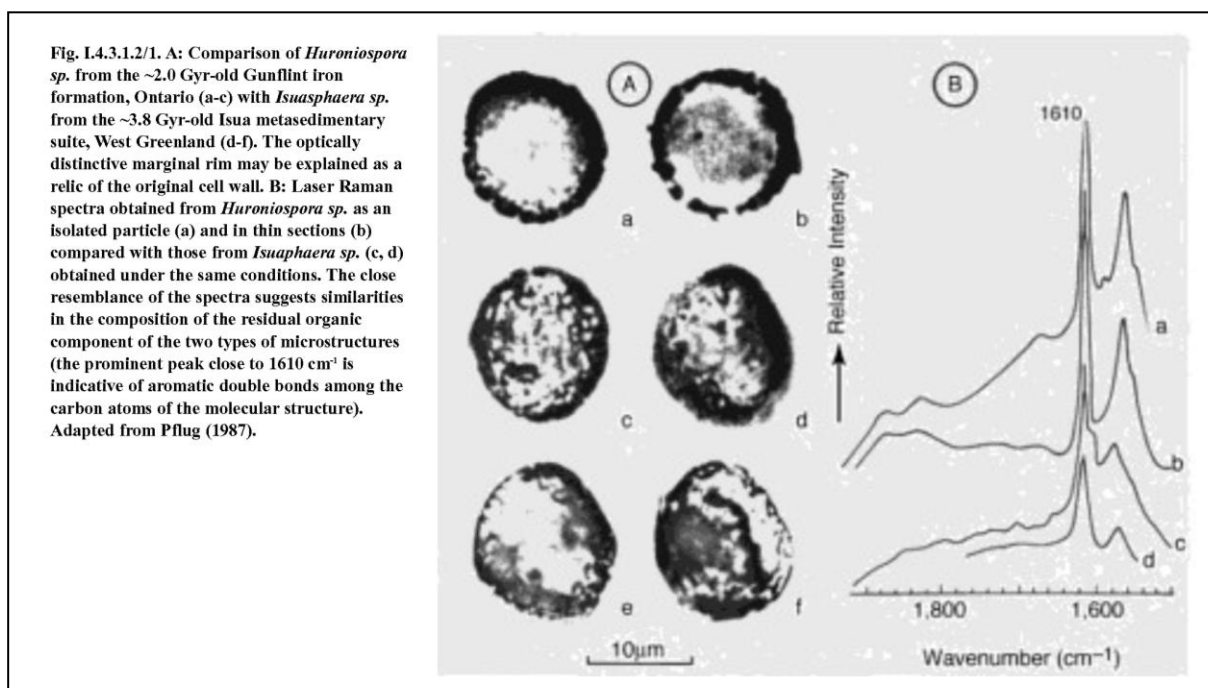 Fig. I.4.3.1.2/1. A: Comparison of Huroniospora
sp. from the ~2.0 Gyr-old Gunflint iron
formation, Ontario (a-c) with Isuasphaera sp.
from the ~3.8 Gyr-old Isua metasedimentary
suite, West Greenland (d-f). The optically
distinctive marginal rim may be explained as a
relic of the original cell wall. B: Laser Raman
spectra obtained from Huroniospora sp. as an
isolated particle (a) and in thin sections (b)
compared with those from Isuaphaera sp. (c, d)
obtained under the same conditions. The close
resemblance of the spectra suggests similarities
in the composition of the residual organic
component of the two types of microstructures
(the prominent peak close to 1610 cm⁻¹ is
indicative of aromatic double bonds among the
carbon atoms of the molecular structure).
Adapted from Pflug (1987).
A
a
b
c
d
e
f
10µm
B
1610
Relative Intensity
a
b
c
d
1,800
1,600
Wavenumber (cm⁻¹)